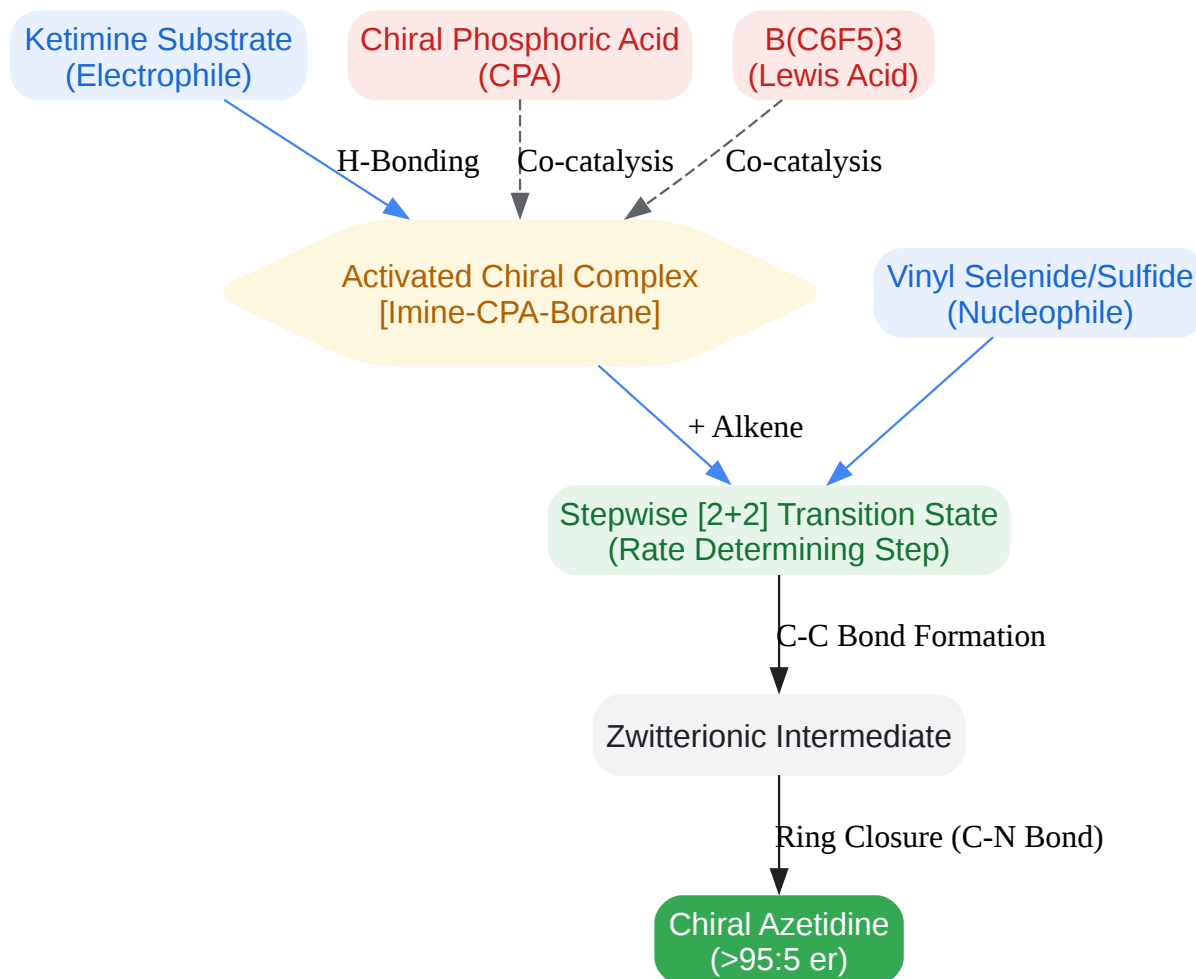 Ketimine Substrate
(Electrophile)
Chiral Phosphoric Acid
(CPA)
B(C6F5)3
(Lewis Acid)
H-Bonding
Co-catalysis
Co-catalysis
Activated Chiral Complex
[Imine-CPA-Borane]
Vinyl Selenide/Sulfide
(Nucleophile)
+ Alkene
Stepwise [2+2] Transition State
(Rate Determining Step)
C-C Bond Formation
Zwitterionic Intermediate
Ring Closure (C-N Bond)
Chiral Azetidine
(>95:5 er)